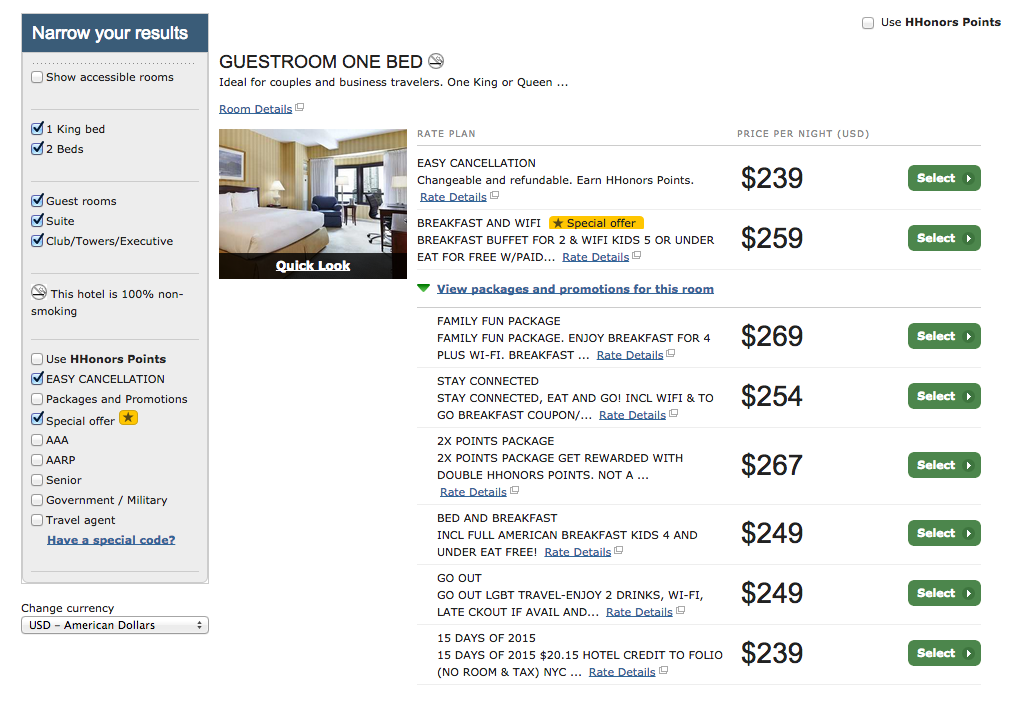 Narrow your results
Show accessible rooms
1 King bed
2 Beds
Guest rooms
Suite
Club/Towers/Executive
This hotel is 100% non-
smoking
Use HHonors Points
EASY CANCELLATION
Packages and Promotions
Special offer
AAA
AARP
Senior
Government / Military
Travel agent
Have a special code?
Change currency
USD – American Dollars
Use HHonors Points
GUESTROOM ONE BED
Ideal for couples and business travelers. One King or Queen ...
Room Details
Quick Look
RATE PLAN PRICE PER NIGHT (USD)
EASY CANCELLATION
Changeable and refundable. Earn HHonors Points.
Rate Details
$239 Select
BREAKFAST AND WIFI Special offer
BREAKFAST BUFFET FOR 2 & WIFI KIDS 5 OR UNDER
EAT FOR FREE W/PAID... Rate Details
$259 Select
View packages and promotions for this room
FAMILY FUN PACKAGE
FAMILY FUN PACKAGE. ENJOY BREAKFAST FOR 4
PLUS WI-FI. BREAKFAST ... Rate Details
$269 Select
STAY CONNECTED
STAY CONNECTED, EAT AND GO! INCL WIFI & TO
GO BREAKFAST COUPON/... Rate Details
$254 Select
2X POINTS PACKAGE
2X POINTS PACKAGE GET REWARDED WITH
DOUBLE HHONORS POINTS. NOT A ...
Rate Details
$267 Select
BED AND BREAKFAST
INCL FULL AMERICAN BREAKFAST KIDS 4 AND
UNDER EAT FREE! Rate Details
$249 Select
GO OUT
GO OUT LGBT TRAVEL-ENJOY 2 DRINKS, WI-FI,
LATE CKOUT IF AVAIL AND... Rate Details
$249 Select
15 DAYS OF 2015
15 DAYS OF 2015 $20.15 HOTEL CREDIT TO FOLIO
(NO ROOM & TAX) NYC ... Rate Details
$239 Select